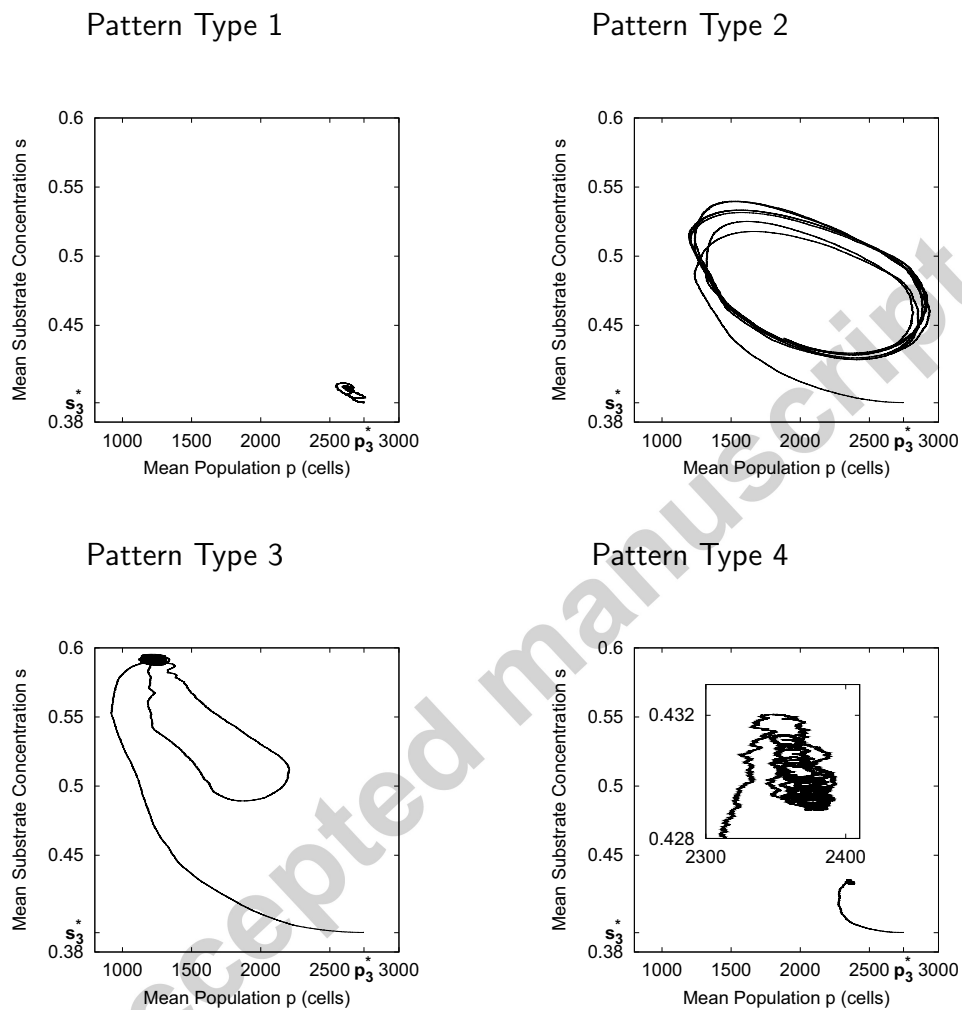 Pattern Type 1
Pattern Type 2
Mean Substrate Concentration s
0.6
0.55
0.5
0.45
s3*
0.38
1000 1500 2000 2500 p3* 3000
Mean Population p (cells)
Mean Substrate Concentration s
0.6
0.55
0.5
0.45
s3*
0.38
1000 1500 2000 2500 p3* 3000
Mean Population p (cells)
Pattern Type 3
Pattern Type 4
Mean Substrate Concentration s
0.6
0.55
0.5
0.45
s3*
0.38
1000 1500 2000 2500 p3* 3000
Mean Population p (cells)
Mean Substrate Concentration s
0.6
0.55
0.5
0.45
s3*
0.38
0.432
0.428
2300 2400
1000 1500 2000 2500 p3* 3000
Mean Population p (cells)
ccepted manuscript